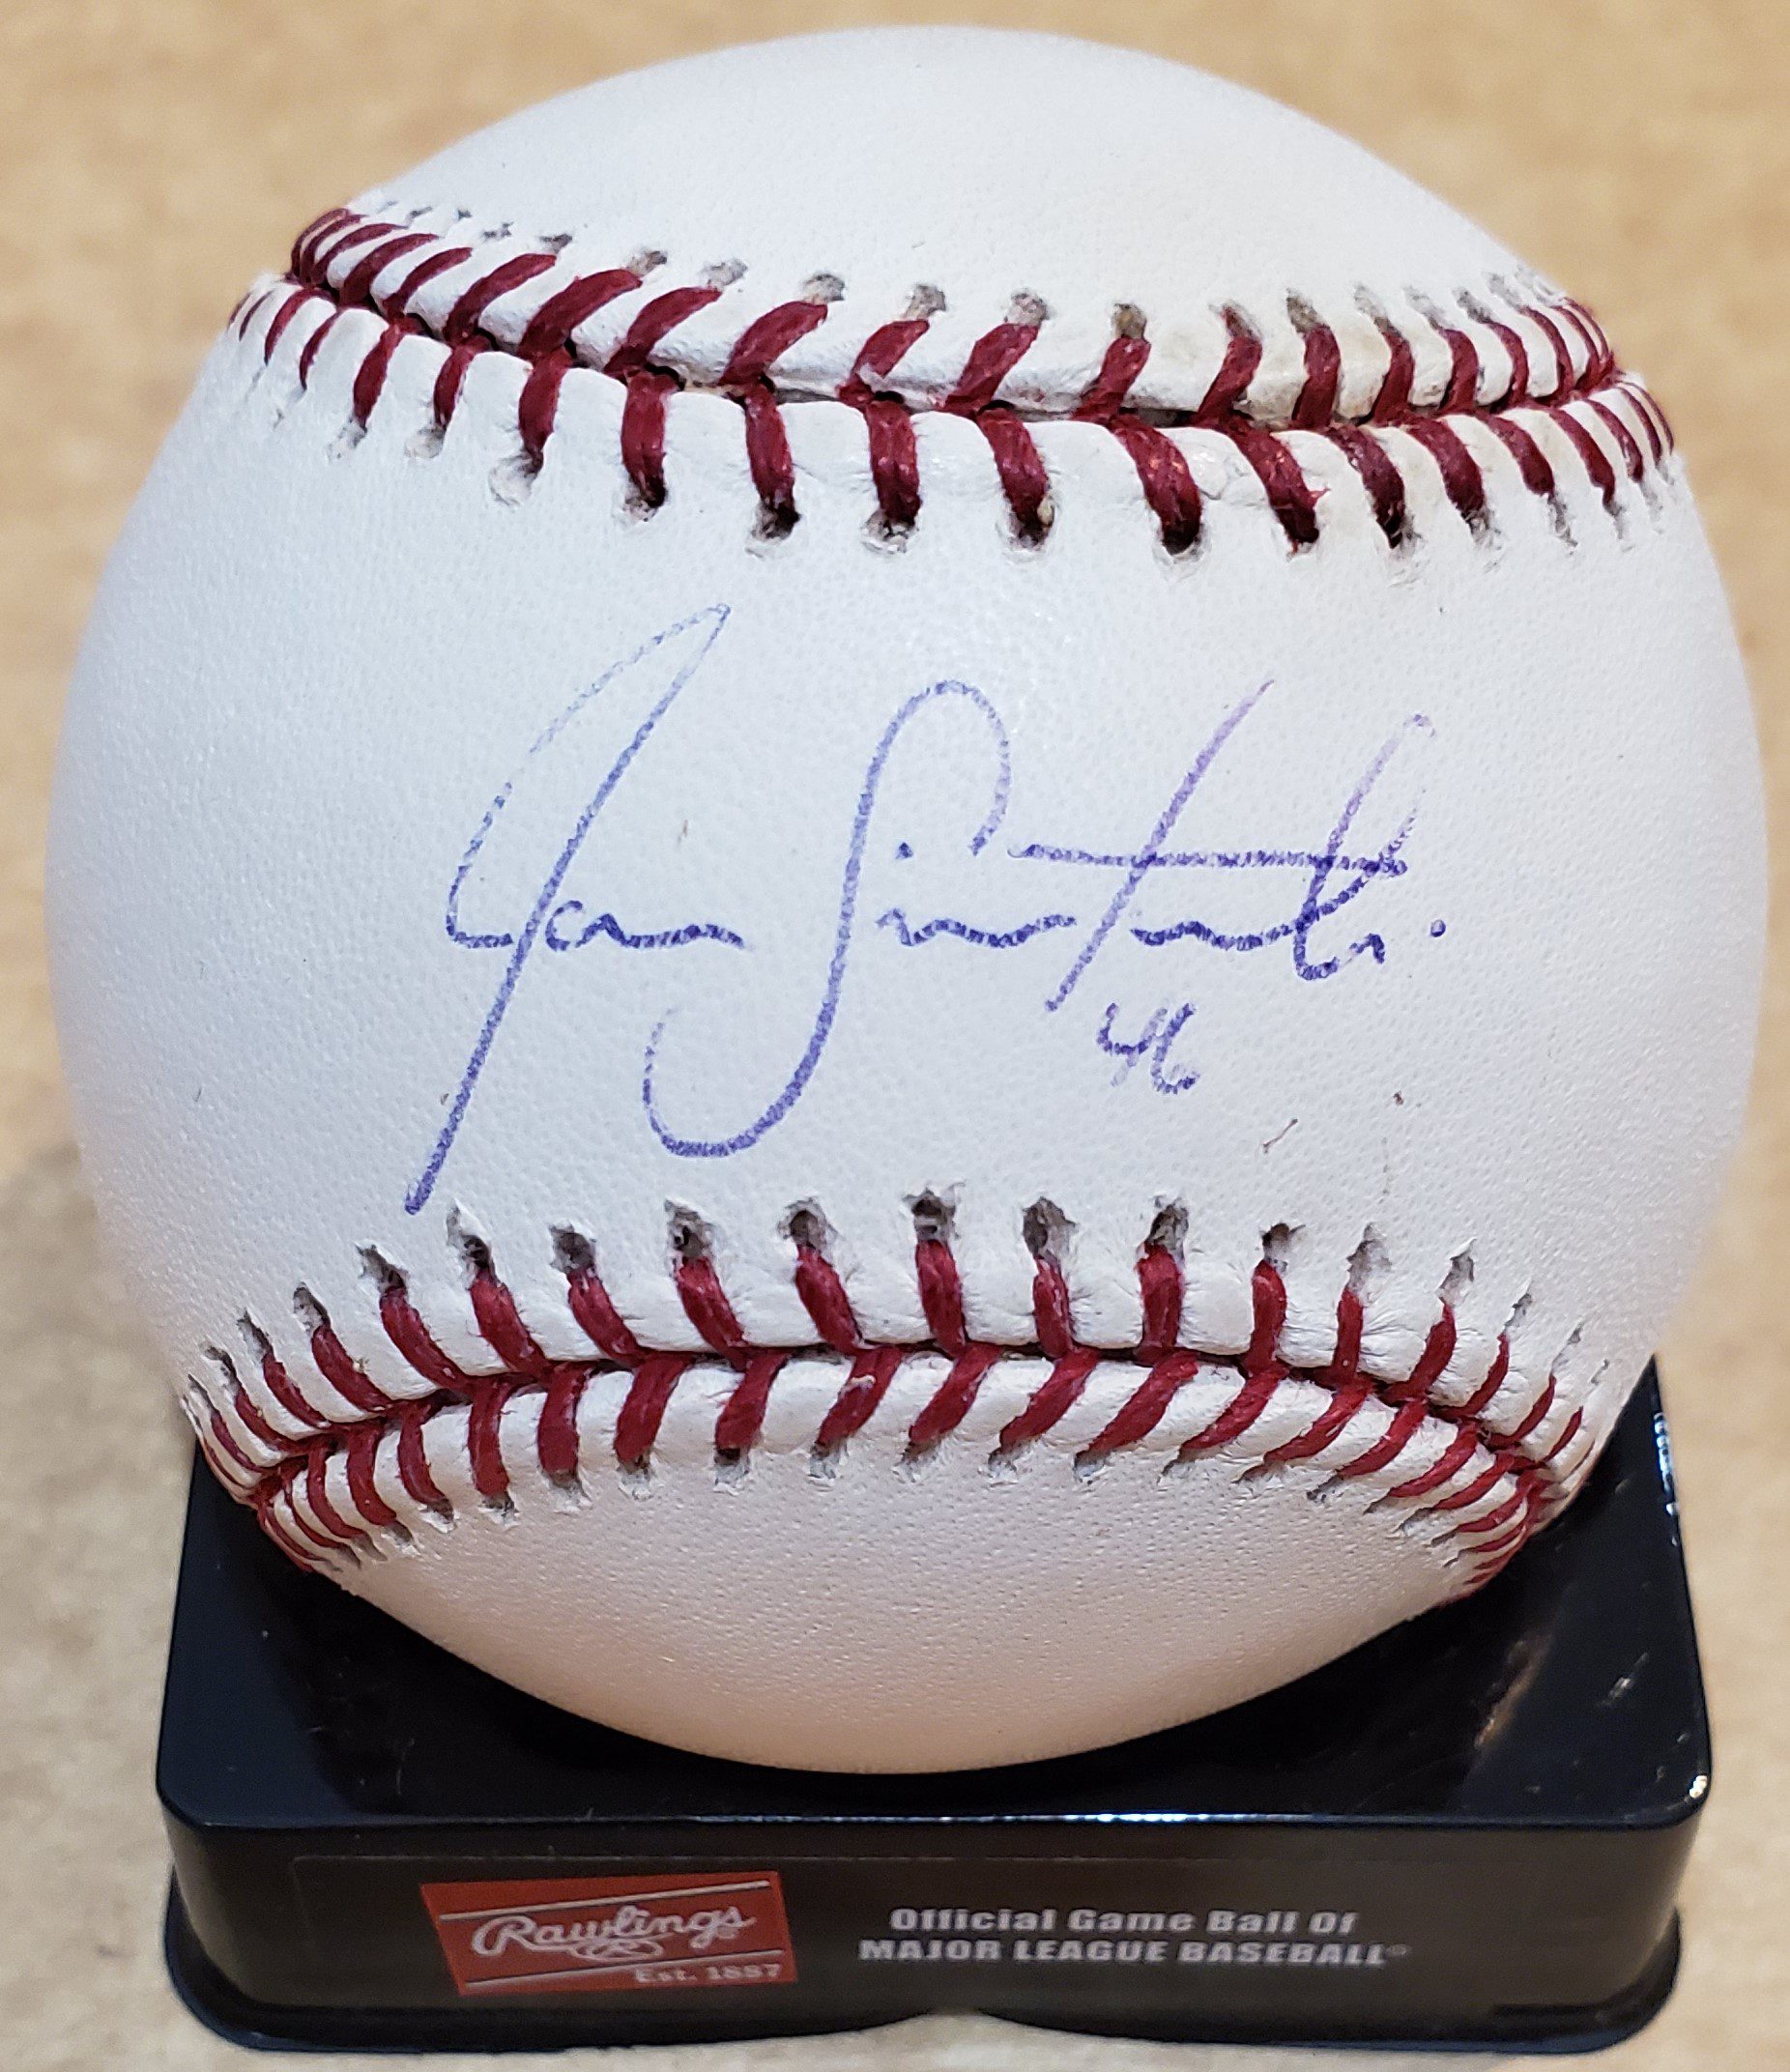 46
Rawlings
Est. 1887
Official Game Ball Of
MAJOR LEAGUE BASEBALL®